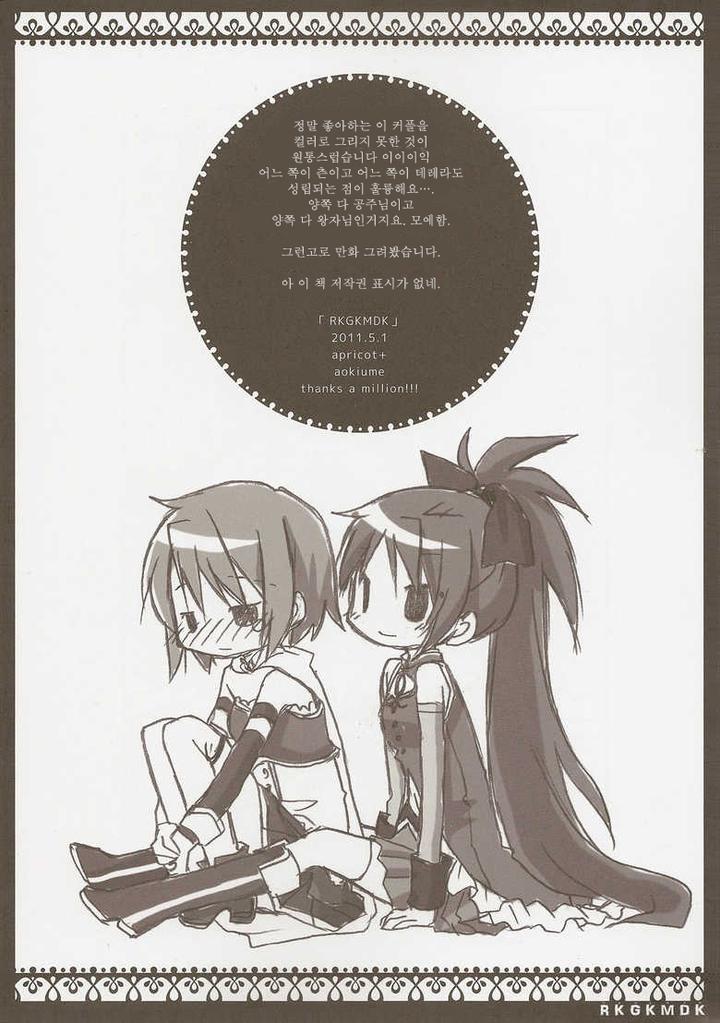 정말 좋아하는 이 커플을
컬러로 그리지 못한 것이
원통스럽습니다 이이이익
어느 쪽이 츤이고 어느 쪽이 데레라도
성립되는 점이 훌륭해요….
양쪽 다 공주님이고
양쪽 다 왕자님인거지요. 모에함.
그런고로 만화 그려봤습니다.
아 이 책 저작권 표시가 없네.
「RKGKMDK」
2011.5.1
apricot+
aokiume
thanks a million!!!
RKGKMDK